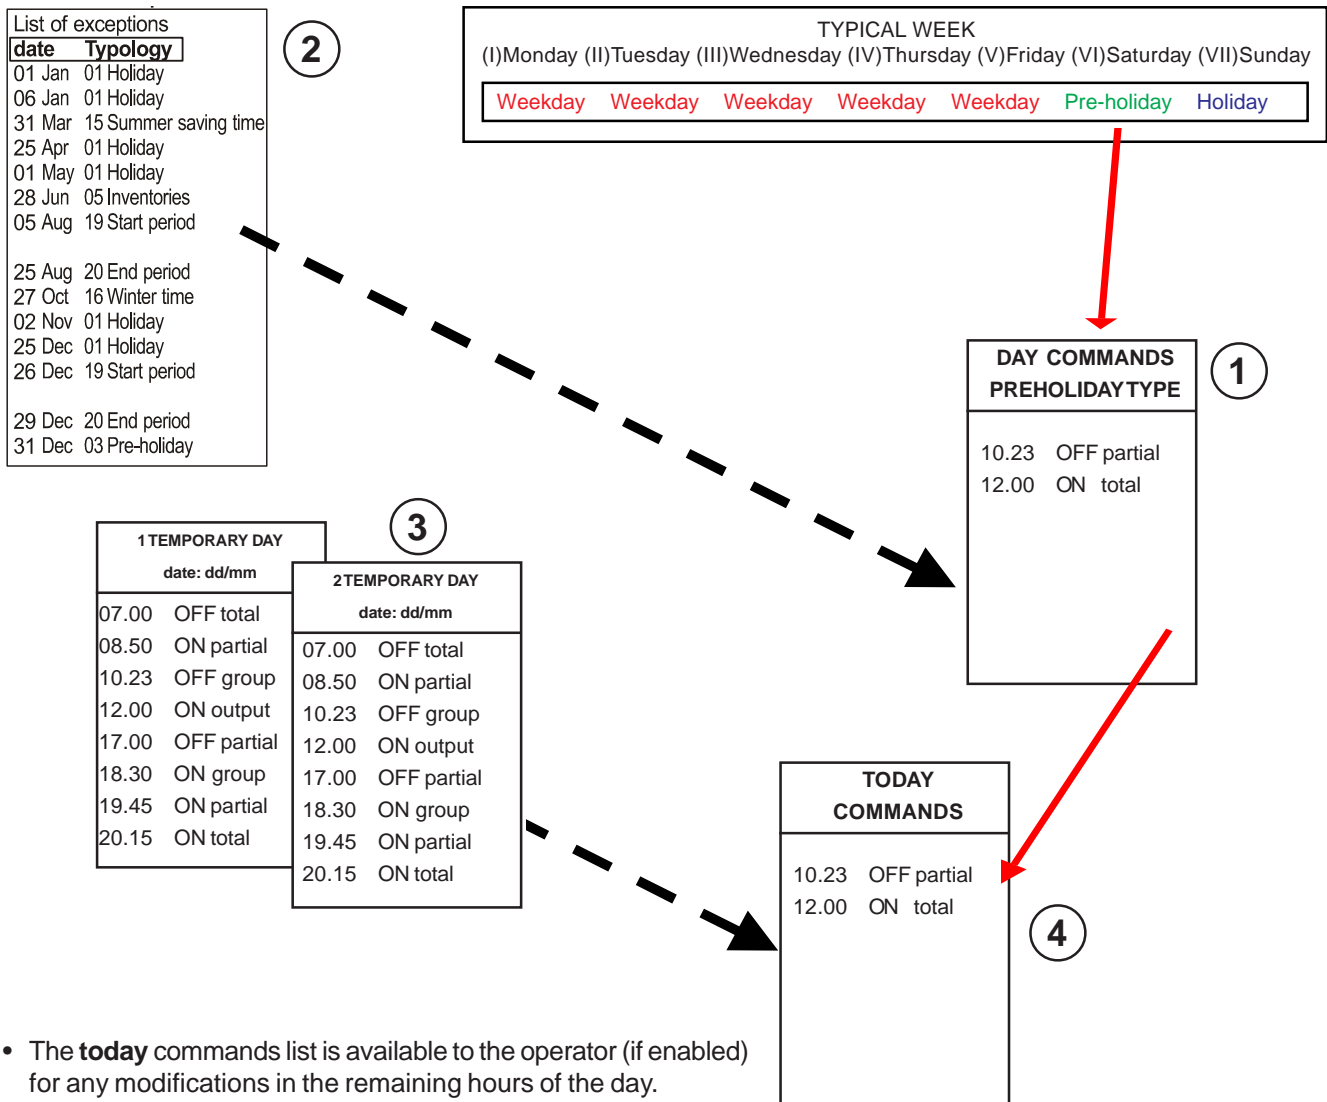 List of exceptions
date Typology
01 Jan 01 Holiday
06 Jan 01 Holiday
31 Mar 15 Summer saving time
25 Apr 01 Holiday
01 May 01 Holiday
28 Jun 05 Inventories
05 Aug 19 Start period
25 Aug 20 End period
27 Oct 16 Winter time
02 Nov 01 Holiday
25 Dec 01 Holiday
26 Dec 19 Start period
29 Dec 20 End period
31 Dec 03 Pre-holiday
2
TYPICAL WEEK
(I)Monday (II)Tuesday (III)Wednesday (IV)Thursday (V)Friday (VI)Saturday (VII)Sunday
Weekday Weekday Weekday Weekday Weekday Pre-holiday Holiday
DAY COMMANDS
PREHOLIDAY TYPE
10.23 OFF partial
12.00 ON total
1
3
1 TEMPORARY DAY
date: dd/mm
07.00 OFF total
08.50 ON partial
10.23 OFF group
12.00 ON output
17.00 OFF partial
18.30 ON group
19.45 ON partial
20.15 ON total
2 TEMPORARY DAY
date: dd/mm
07.00 OFF total
08.50 ON partial
10.23 OFF group
12.00 ON output
17.00 OFF partial
18.30 ON group
19.45 ON partial
20.15 ON total
TODAY
COMMANDS
10.23 OFF partial
12.00 ON total
4
• The today commands list is available to the operator (if enabled)
for any modifications in the remaining hours of the day.